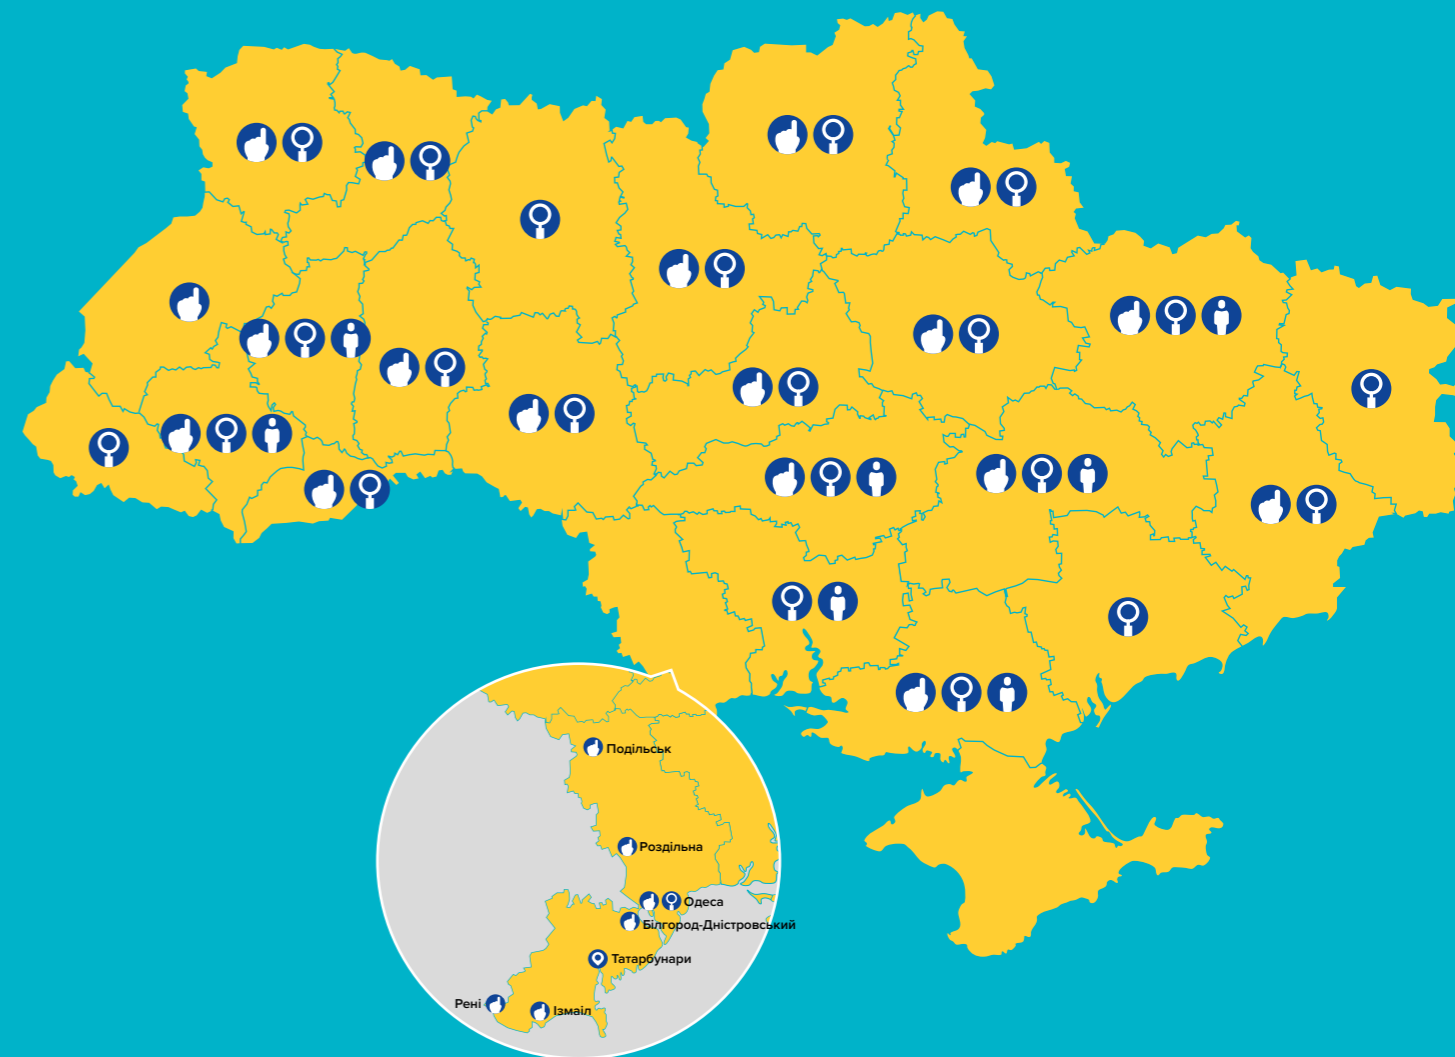 Подільськ
Роздільна
Одеса
Білгород-Дністровський
Татарбунари
Рені
Ізмаїл